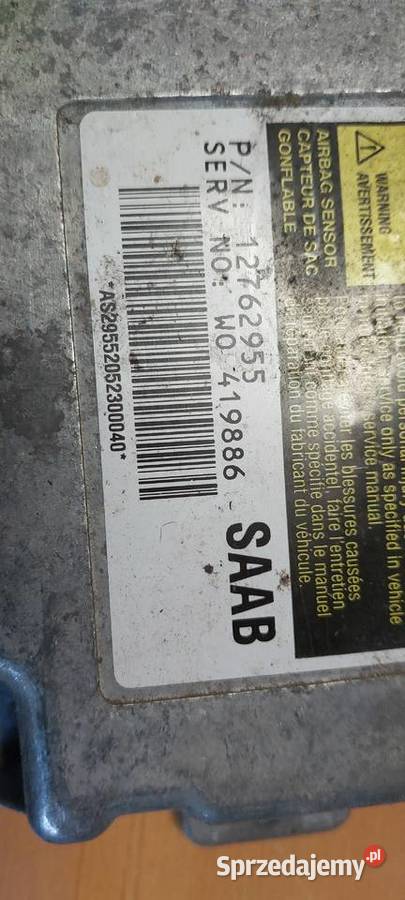 P/N: 12762955
SERV NO: WO 419886
*AS29552052300040*
SAAB
WARNING
AVERTISSEMENT
AIRBAG SENSOR
CAPTEUR DE SAC
GONFLABLE
service only as specified in vehicle
service manual
les blessures causées
accidentel, faire l'entretien
comme spécifié dans le manuel
du fabricant du véhicule.
Sprzedajemy.pl